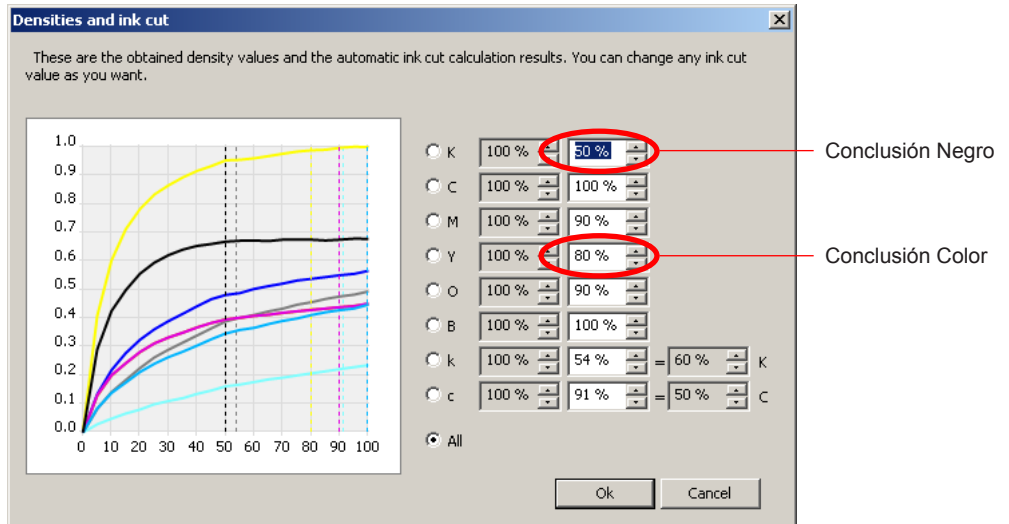 Densities and ink cut
These are the obtained density values and the automatic ink cut calculation results. You can change any ink cut
value as you want.
1.0
0.9
0.8
0.7
0.6
0.5
0.4
0.3
0.2
0.1
0.0
0 10 20 30 40 50 60 70 80 90 100
K 100 % 50 %
C 100 % 100 %
M 100 % 90 %
Y 100 % 80 %
O 100 % 90 %
B 100 % 100 %
k 100 % 54 % = 60 % K
c 100 % 91 % = 50 % C
All
Ok Cancel
Conclusión Negro
Conclusión Color